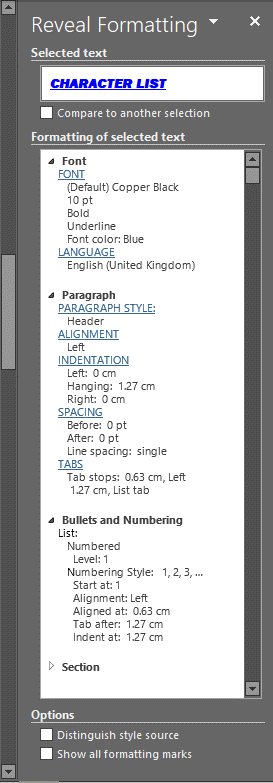 Reveal Formatting
Selected text
CHARACTER LIST
Compare to another selection
Formatting of selected text
Font
FONT
(Default) Copper Black
10 pt
Bold
Underline
Font color: Blue
LANGUAGE
English (United Kingdom)
Paragraph
PARAGRAPH STYLE:
Header
ALIGNMENT
Left
INDENTATION
Left: 0 cm
Hanging: 1.27 cm
Right: 0 cm
SPACING
Before: 0 pt
After: 0 pt
Line spacing: single
TABS
Tab stops: 0.63 cm, Left
1.27 cm, List tab
Bullets and Numbering
List:
Numbered
Level: 1
Numbering Style: 1, 2, 3, ...
Start at: 1
Alignment: Left
Aligned at: 0.63 cm
Tab after: 1.27 cm
Indent at: 1.27 cm
Section
Options
Distinguish style source
Show all formatting marks